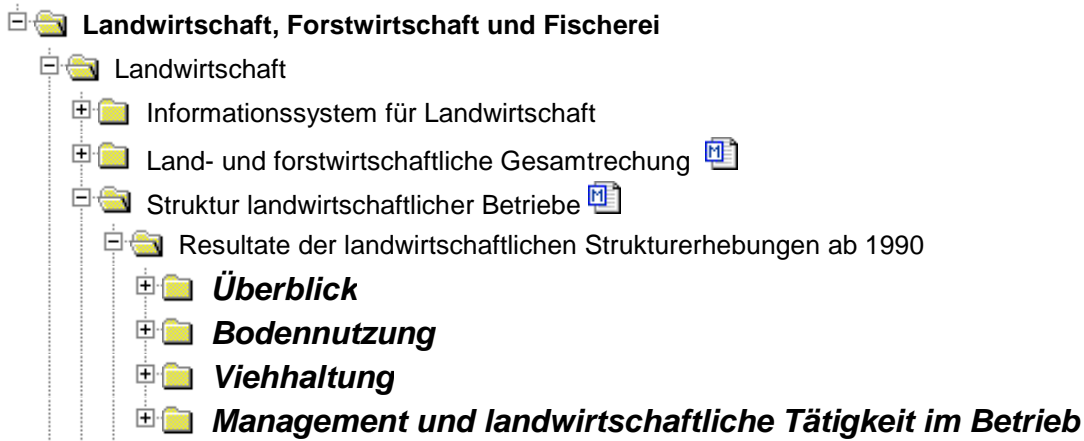 Landwirtschaft, Forstwirtschaft und Fischerei
Landwirtschaft
Informationssystem für Landwirtschaft
Land- und forstwirtschaftliche Gesamtrechung M
Struktur landwirtschaftlicher Betriebe M
Resultate der landwirtschaftlichen Strukturerhebungen ab 1990
Überblick
Bodennutzung
Viehhaltung
Management und landwirtschaftliche Tätigkeit im Betrieb